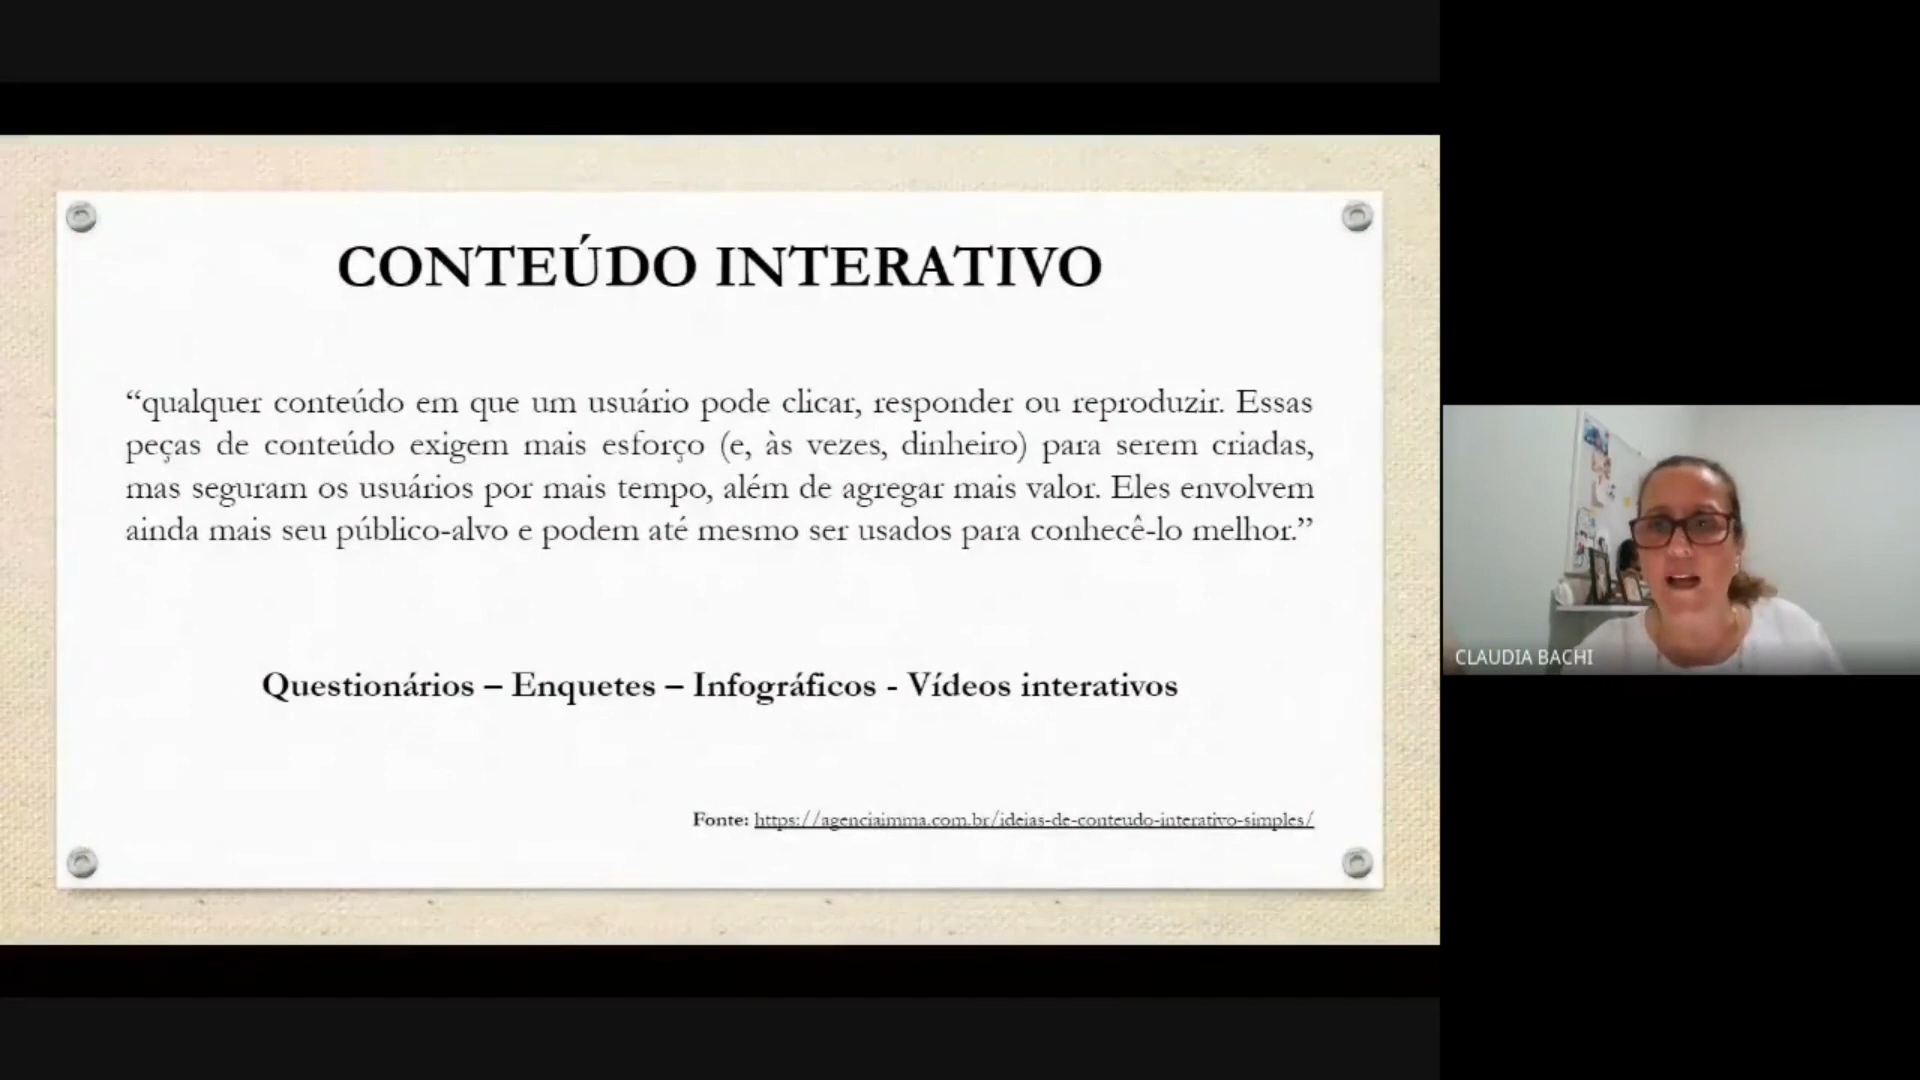 CONTEÚDO INTERATIVO
“qualquer conteúdo em que um usuário pode clicar, responder ou reproduzir. Essas
peças de conteúdo exigem mais esforço (e, às vezes, dinheiro) para serem criadas,
mas seguram os usuários por mais tempo, além de agregar mais valor. Eles envolvem
ainda mais seu público-alvo e podem até mesmo ser usados para conhecê-lo melhor.”
Questionários – Enquetes – Infográficos - Vídeos interativos
Fonte: https://agenciaimma.com.br/ideias-de-conteudo-interativo-simples/
CLAUDIA BACHI